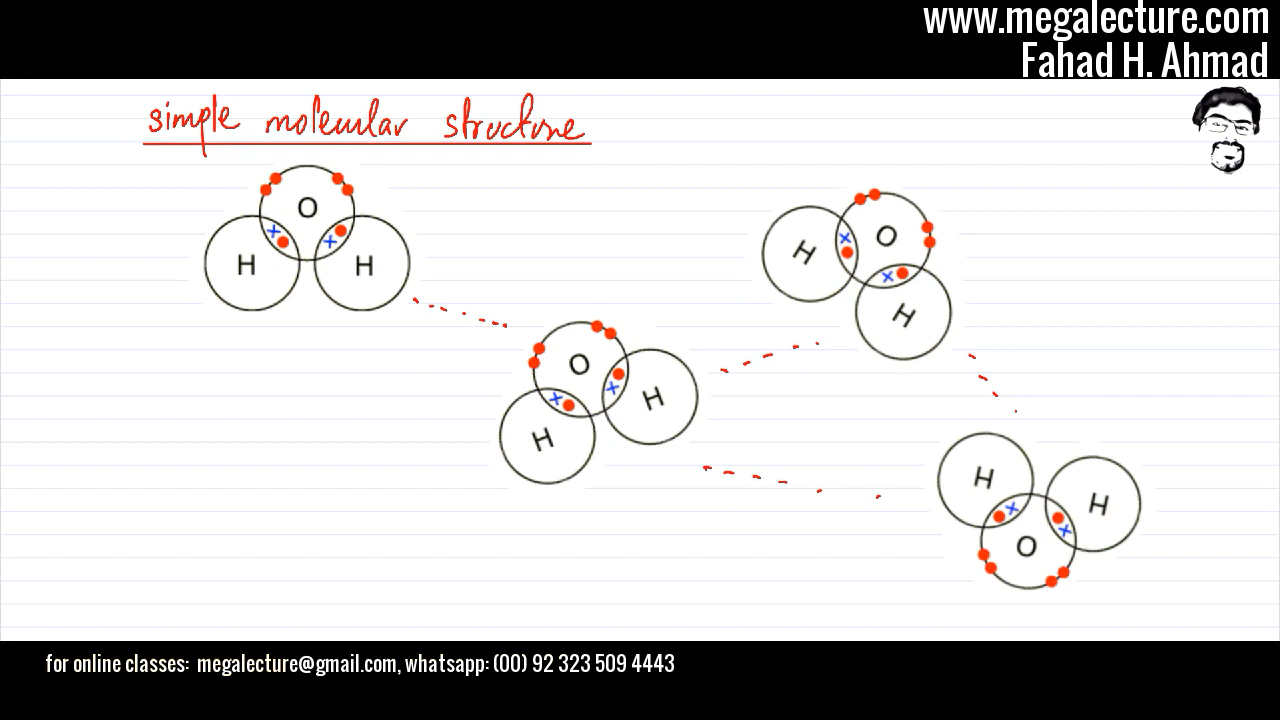 www.megalecture.com
Fahad H. Ahmad
simple molecular structure
O
H H
H O
H
O
H
H
H
H
O
for online classes: megalecture@gmail.com, whatsapp: (00) 92 323 509 4443